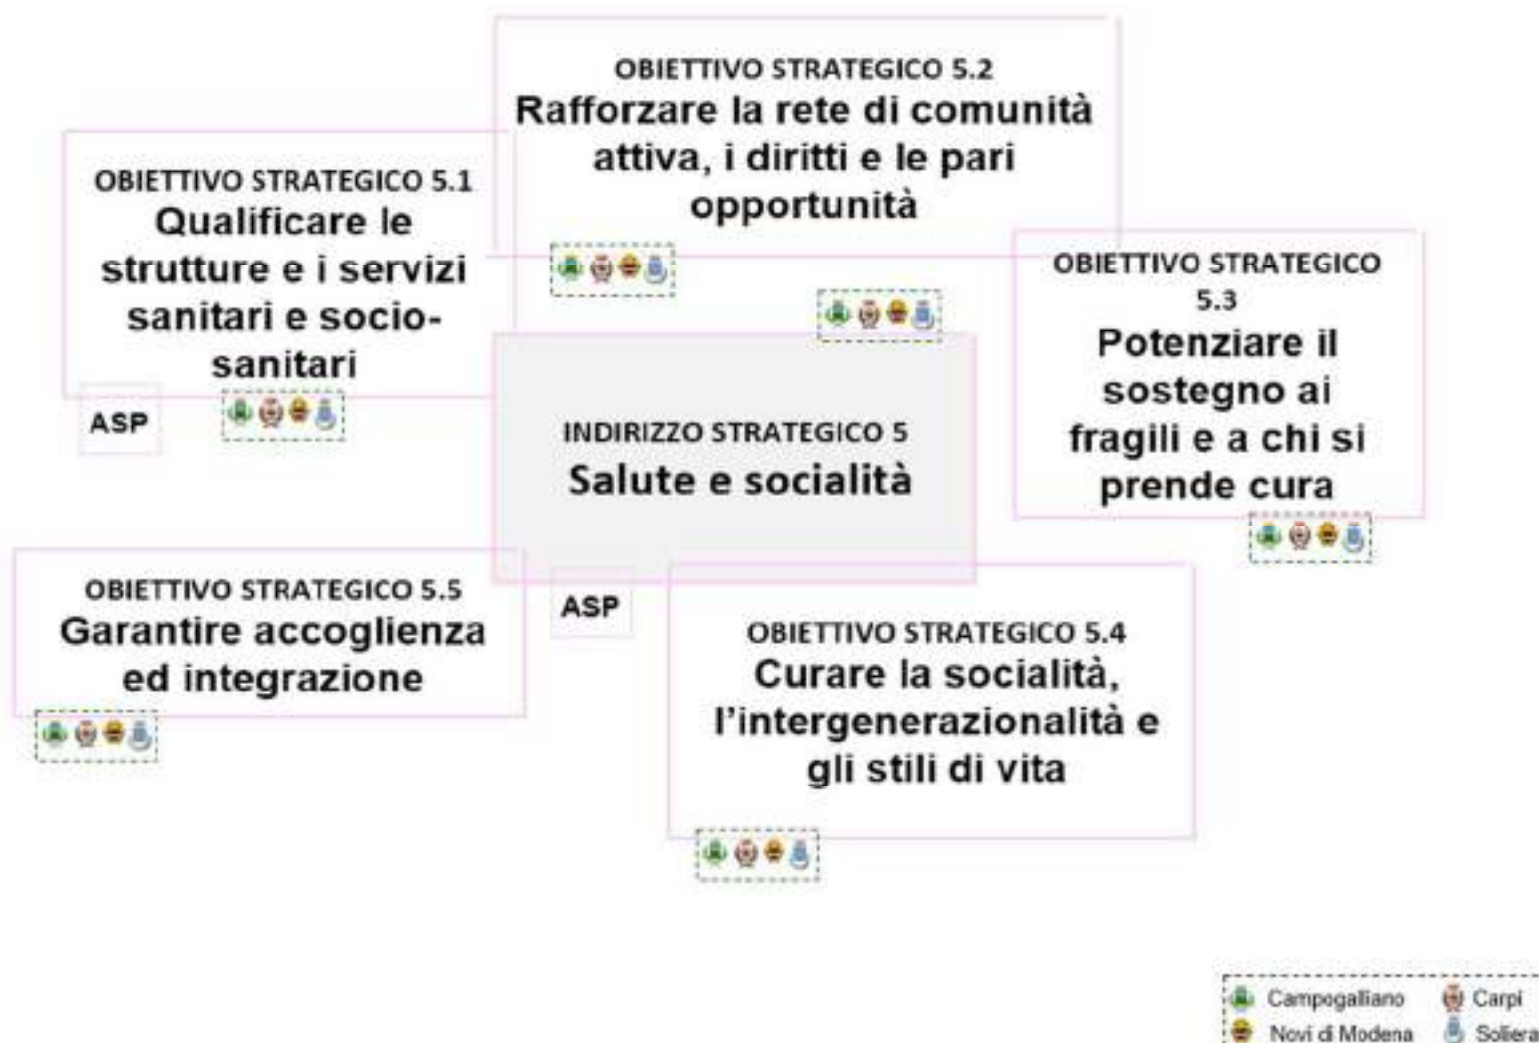 OBIETTIVO STRATEGICO 5.2
Rafforzare la rete di comunità
attiva, i diritti e le pari
opportunità
OBIETTIVO STRATEGICO 5.1
Qualificare le
strutture e i servizi
sanitari e socio-
sanitari
ASP
OBIETTIVO STRATEGICO
5.3
Potenziare il
sostegno ai
fragili e a chi si
prende cura
INDIRIZZO STRATEGICO 5
Salute e socialità
ASP
OBIETTIVO STRATEGICO 5.5
Garantire accoglienza
ed integrazione
OBIETTIVO STRATEGICO 5.4
Curare la socialità,
l'intergenerazionalità e
gli stili di vita
Campogalliano Carpi
Novi di Modena Soliera